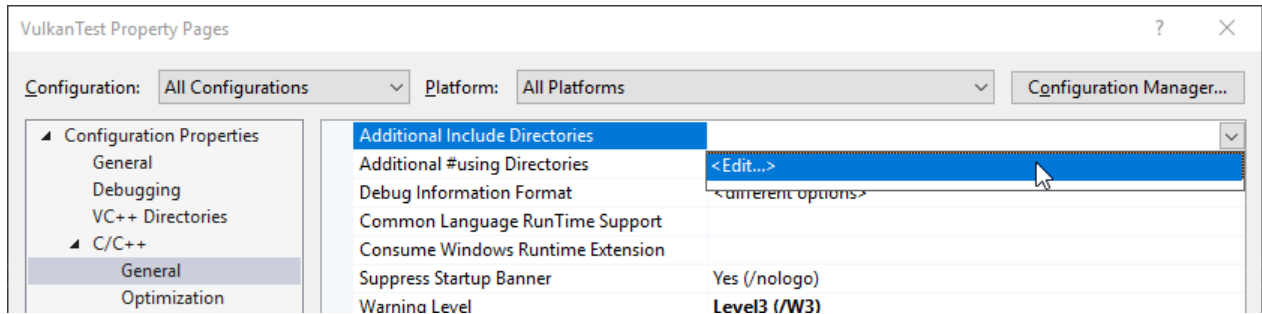 VulkanTest Property Pages
Configuration: All Configurations Platform: All Platforms Configuration Manager...
Configuration Properties
General
Debugging
VC++ Directories
C/C++
General
Optimization
Additional Include Directories
Additional #using Directories <Edit...>
Debug Information Format <different options>
Common Language RunTime Support
Consume Windows Runtime Extension
Suppress Startup Banner Yes (/nologo)
Warning Level Level3 (/W3)